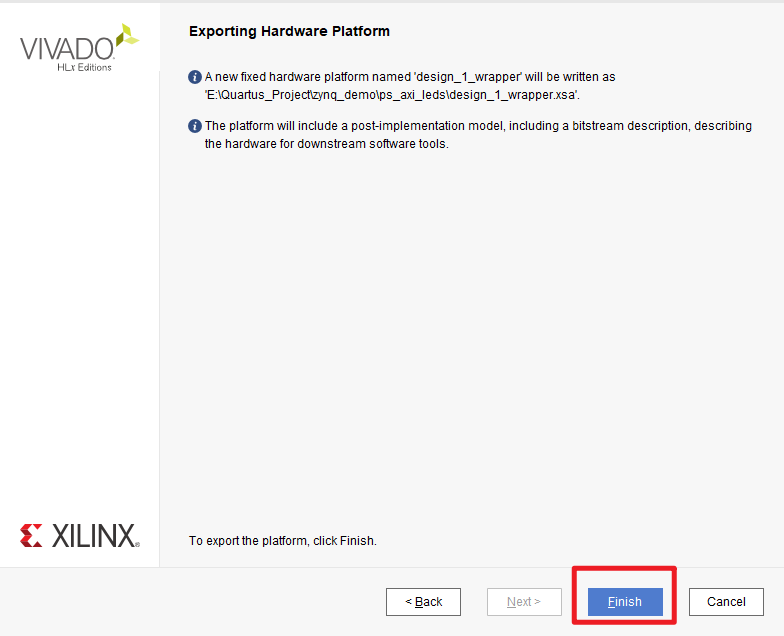 VIVADO
HLx Editions
Exporting Hardware Platform
A new fixed hardware platform named 'design_1_wrapper' will be written as
'E:\Quartus_Project\zynq_demo\ps_axi_leds\design_1_wrapper.xsa'.
The platform will include a post-implementation model, including a bitstream description, describing
the hardware for downstream software tools.
XILINX®
To export the platform, click Finish.
< Back
Next >
Finish
Cancel